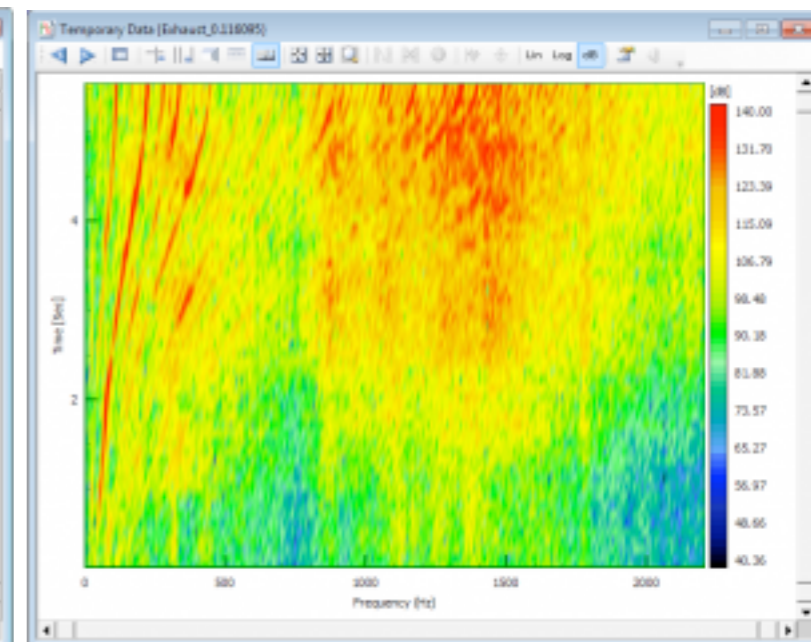 Temporary Data (Exhaust_0.116095)
Lin Log dB
[dB]
140.00
131.70
123.39
115.09
106.79
98.48
90.18
81.88
73.57
65.27
56.97
48.66
40.36
Time [Sec]
4
2
0 500 1000 1500 2000
Frequency [Hz]